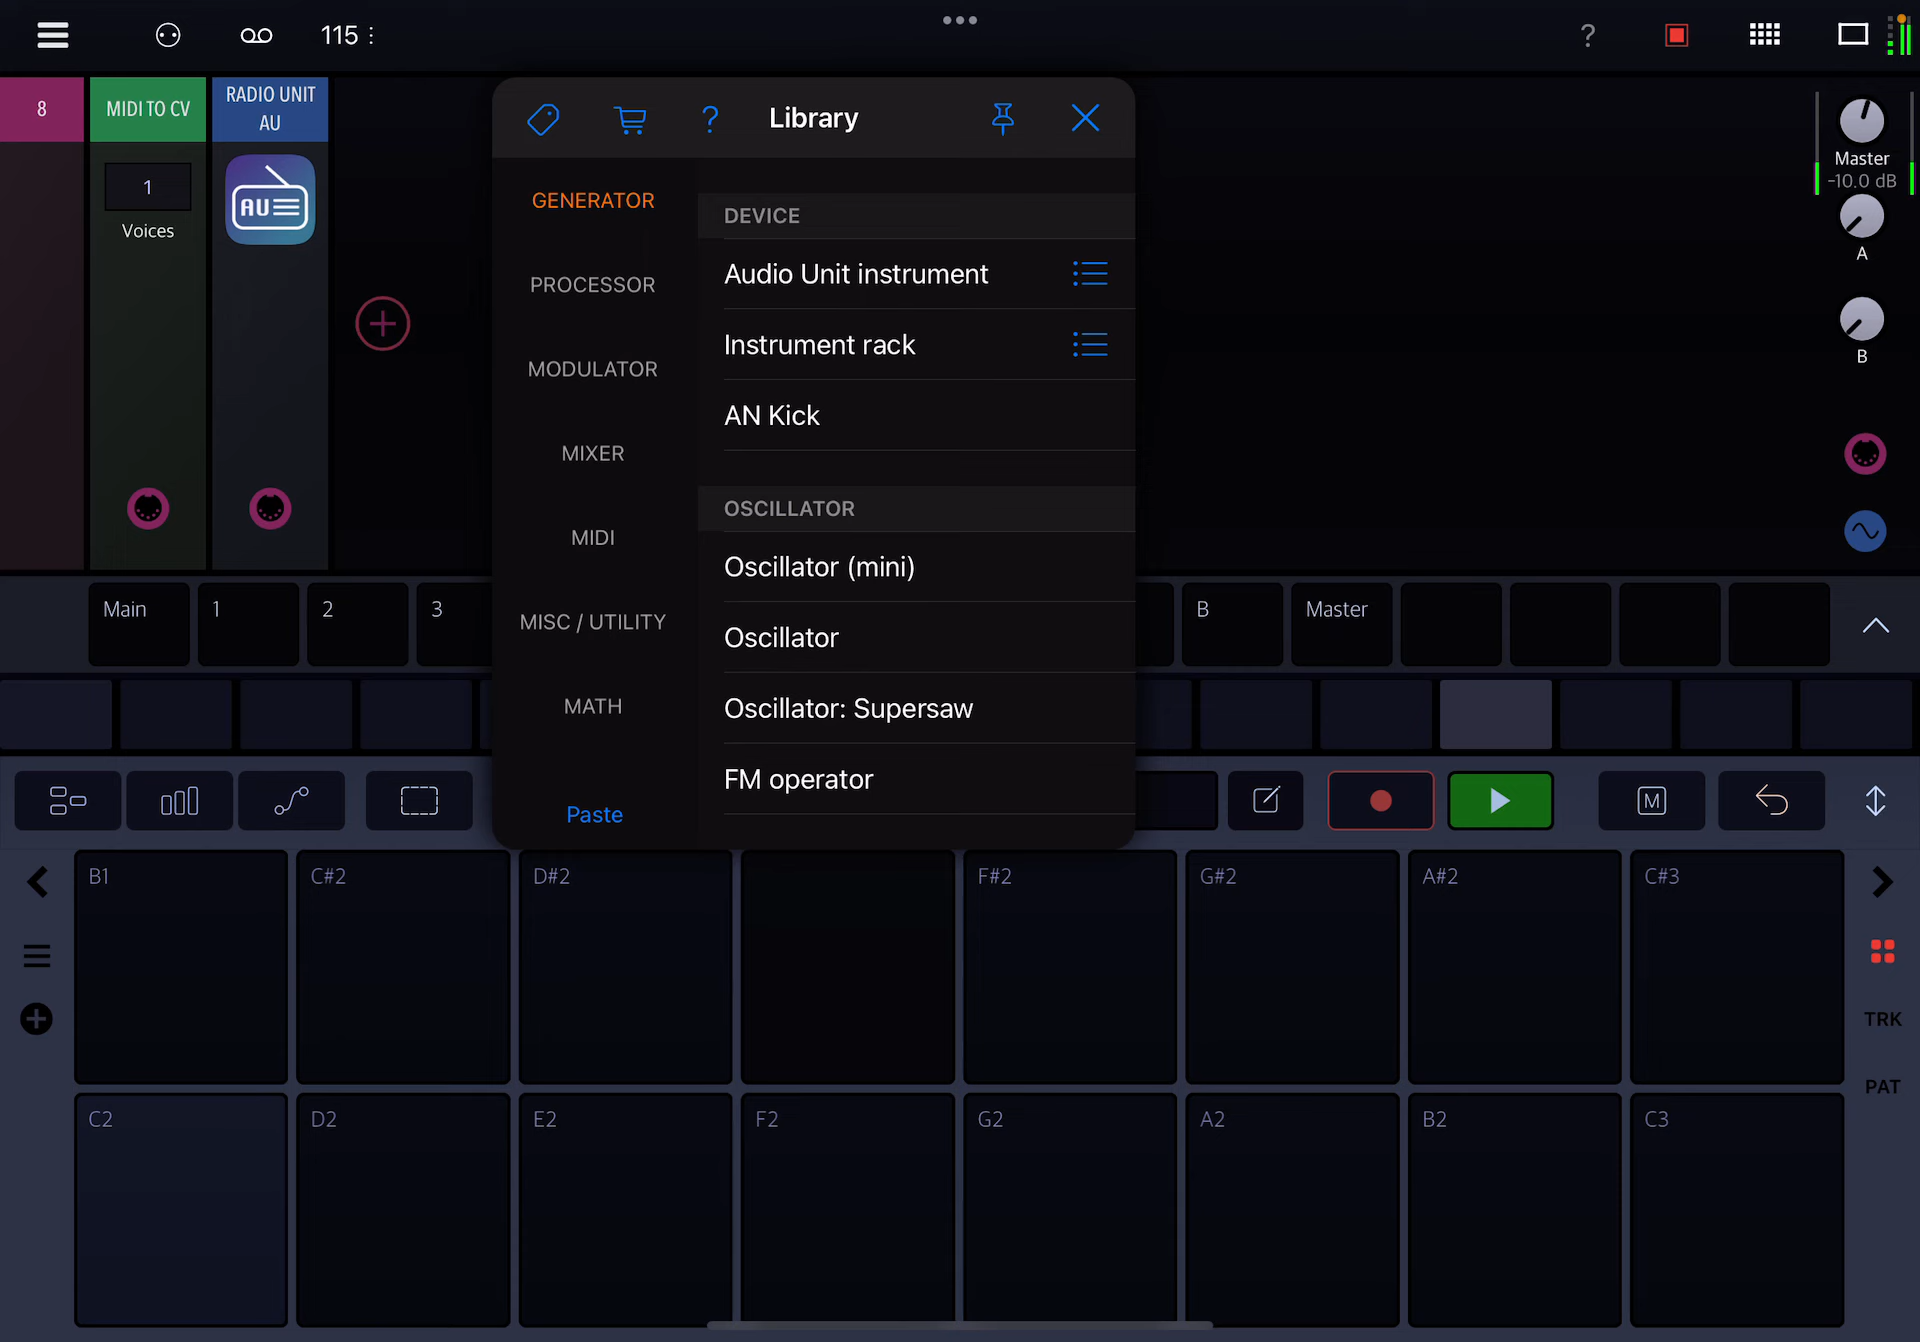 115
?
8
MIDI TO CV
RADIO UNIT
AU
1
Voices
AU
Library
?
GENERATOR
PROCESSOR
MODULATOR
MIXER
MIDI
MISC / UTILITY
MATH
Paste
DEVICE
Audio Unit instrument
Instrument rack
AN Kick
OSCILLATOR
Oscillator (mini)
Oscillator
Oscillator: Supersaw
FM operator
Master
-10.0 dB
A
B
Main
1
2
3
B
Master
M
B1
C#2
D#2
F#2
G#2
A#2
C#3
TRK
PAT
C2
D2
E2
F2
G2
A2
B2
C3